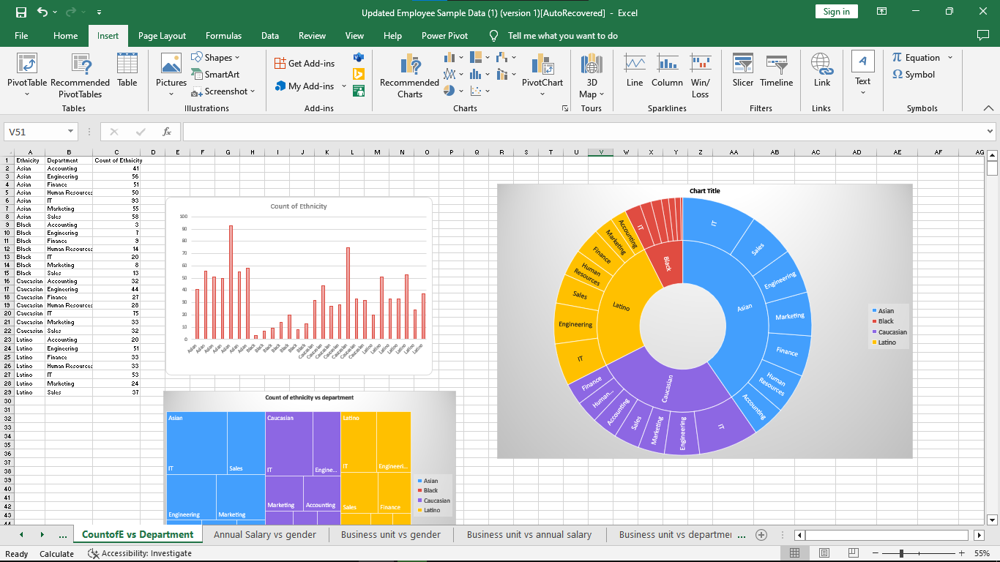 Updated Employee Sample Data (1) (version 1)[AutoRecovered] - Excel
Sign in
File Home Insert Page Layout Formulas Data Review View Help Power Pivot Tell me what you want to do
PivotTable
Recommended
PivotTables
Table
Tables
Pictures
Shapes
SmartArt
Screenshot
Illustrations
Get Add-ins
My Add-ins
Add-ins
Recommended
Charts
PivotChart
Charts
3D
Map
Tours
Line
Column
Win/
Loss
Sparklines
Slicer
Timeline
Filters
Link
Links
A
Text
π Equation
Ω Symbol
Symbols
V51
fx
A B C D E F G H I J K L M N O P Q R S T U V W X Y Z AA AB AC AD AE AF AG
1 Ethnicity Department Count of Ethnicity
2 Asian Accounting 41
3 Asian Engineering 56
4 Asian Finance 51
5 Asian Human Resources 50
6 Asian IT 93
7 Asian Marketing 55
8 Asian Sales 58
9 Black Accounting 3
10 Black Engineering 7
11 Black Finance 9
12 Black Human Resources 14
13 Black IT 20
14 Black Marketing 8
15 Black Sales 13
16 Caucasian Accounting 32
17 Caucasian Engineering 44
18 Caucasian Finance 27
19 Caucasian Human Resources 28
20 Caucasian IT 75
21 Caucasian Marketing 33
22 Caucasian Sales 32
23 Latino Accounting 20
24 Latino Engineering 51
25 Latino Finance 33
26 Latino Human Resources 33
27 Latino IT 53
28 Latino Marketing 24
29 Latino Sales 37
30
31
32
33
34
35
36
37
38
39
40
41
42
43
44
Count of Ethnicity
100
90
80
70
60
50
40
30
20
10
0
Asian Asian Asian Asian Asian Asian Asian Black Black Black Black Black Black Black Caucasian Caucasian Caucasian Caucasian Caucasian Caucasian Caucasian Latino Latino Latino Latino Latino Latino Latino
Count of ethnicity vs department
Asian
IT
Sales
Engineering
Marketing
Caucasian
IT
Engine...
Marketing
Accounting
Latino
IT
Engineeri...
Sales
Finance
Asian
Black
Caucasian
Latino
Chart Title
Asian
IT
Sales
Engineering
Marketing
Finance
Human
Resources
Accounting
Caucasian
IT
Engineering
Marketing
Sales
Accounting
Human...
Finance
Latino
IT
Engineering
Sales
Human
Resources
Finance
Marketing
Accounting
Black
IT
Asian
Black
Caucasian
Latino
... CountofE vs Department Annual Salary vs gender Business unit vs gender Business unit vs annual salary Business unit vs departmer ...
Ready Calculate Accessibility: Investigate 55%